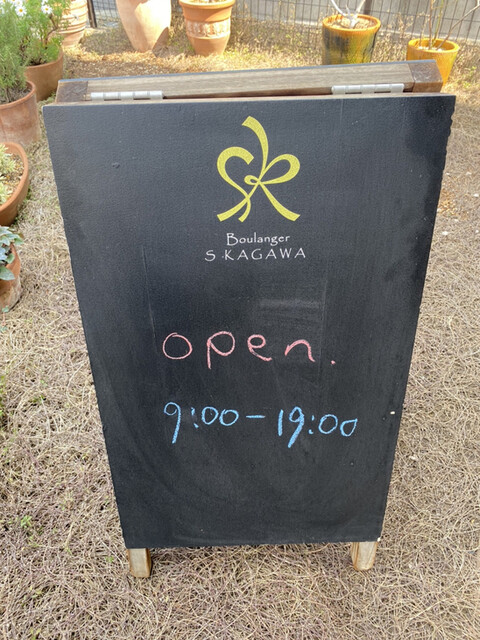 Boulanger
S KAGAWA
open.
9:00-19:00